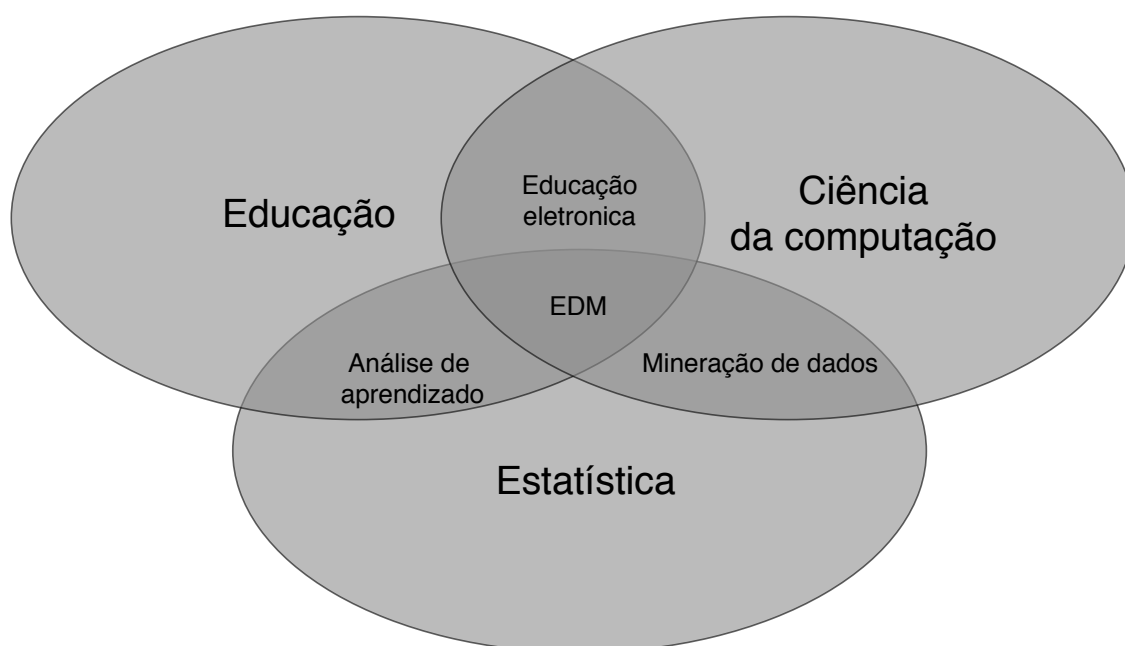 Educação
Educação
eletronica
Ciência
da computação
EDM
Análise de
aprendizado
Mineração de dados
Estatística